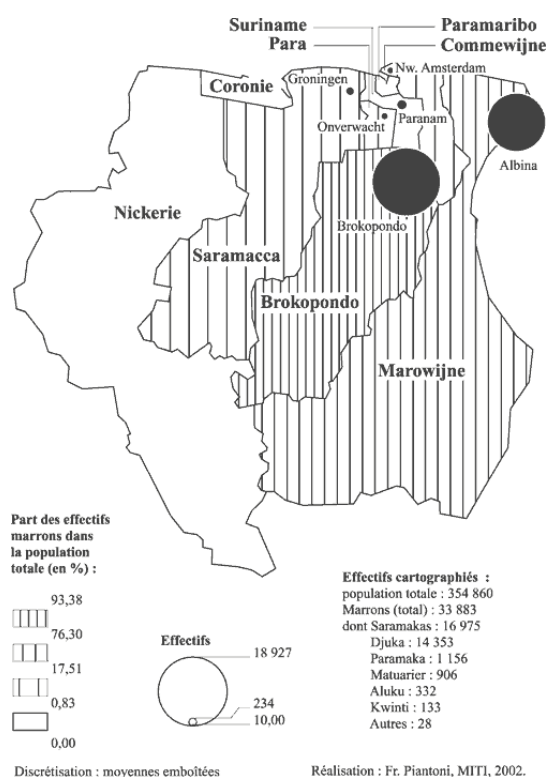 Suriname
Para
Paramaribo
Commewijne
Nw. Amsterdam
Coronie
Groningen
Onverwacht
Paranam
Albina
Nickerie
Brokopondo
Saramacca
Brokopondo
Marowijne
Part des effectifs
marrons dans
la population
totale (en %) :
93,38
76,30
17,51
0,83
0,00
Effectifs
18 927
234
10,00
Effectifs cartographiés :
population totale : 354 860
Marrons (total) : 33 883
dont Saramakas : 16 975
Djuka : 14 353
Paramaka : 1 156
Matuarier : 906
Aluku : 332
Kwinti : 133
Autres : 28
Discrétisation : moyennes emboîtées
Réalisation : Fr. Piantoni, MITI, 2002.